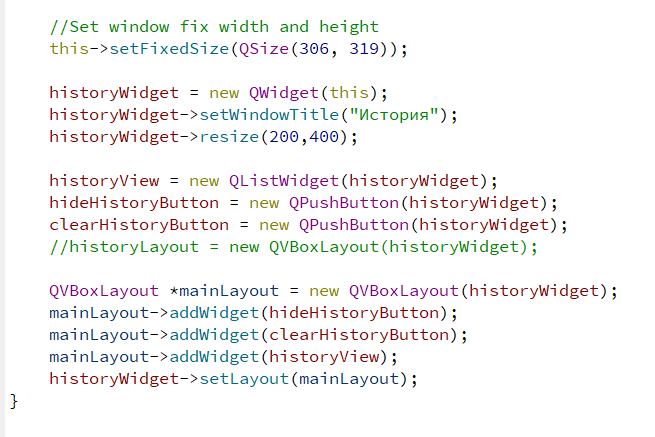 //Set window fix width and height
this->setFixedSize(QSize(306, 319));
historyWidget = new QWidget(this);
historyWidget->setWindowTitle("История");
historyWidget->resize(200,400);
historyView = new QListWidget(historyWidget);
hideHistoryButton = new QPushButton(historyWidget);
clearHistoryButton = new QPushButton(historyWidget);
//historyLayout = new QVBoxLayout(historyWidget);
QVBoxLayout *mainLayout = new QVBoxLayout(historyWidget);
mainLayout->addWidget(hideHistoryButton);
mainLayout->addWidget(clearHistoryButton);
mainLayout->addWidget(historyView);
historyWidget->setLayout(mainLayout);
}